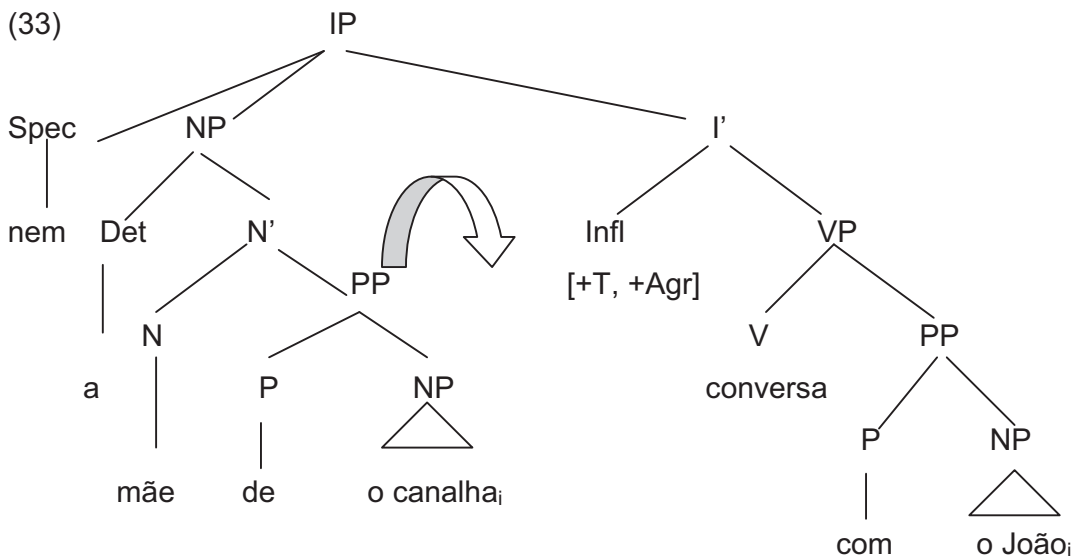 (33) IP
Spec NP I’
nem Det N’ Infl VP
PP [+T, +Agr]
N V PP
a P NP conversa
P NP
mãe de o canalhaᵢ
com o Joãoᵢ